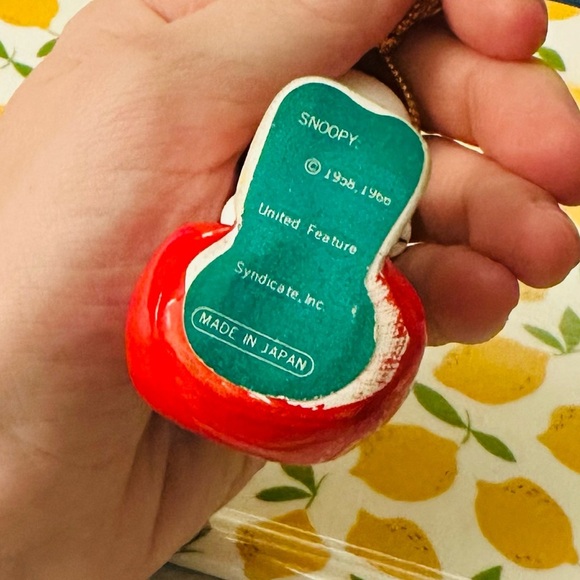 SNOOPY
© 1958, 1966
United Feature
Syndicate, Inc.
MADE IN JAPAN